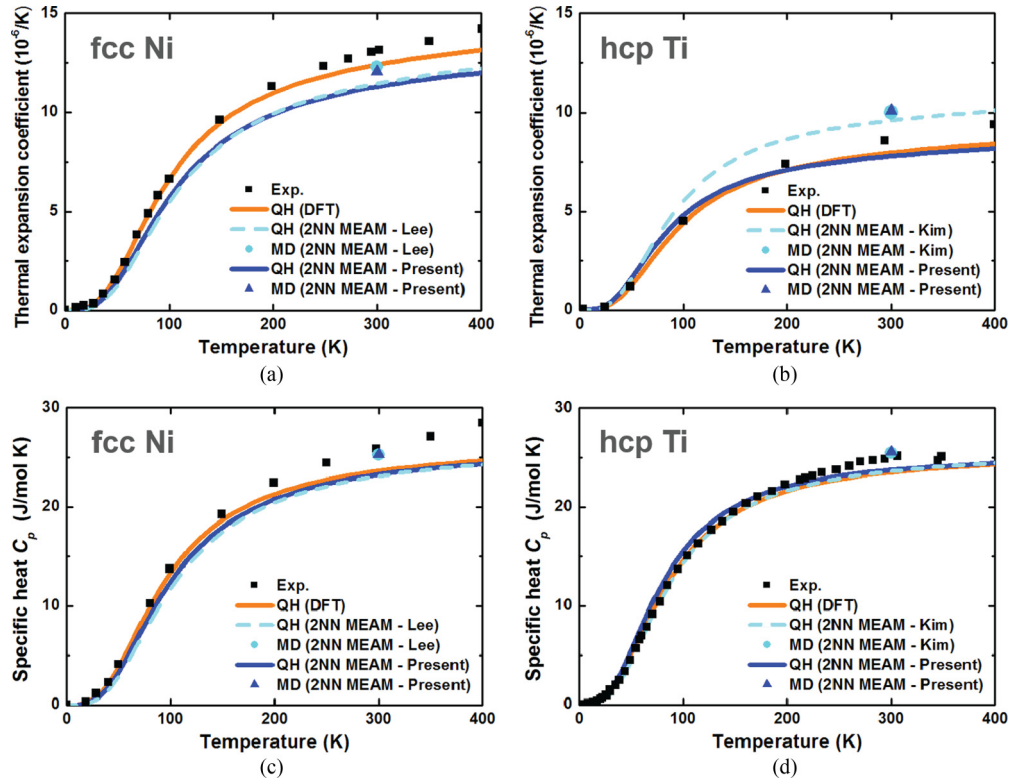 fcc Ni
Thermal expansion coefficient (10⁻⁶/K)
15
10
5
0
Exp.
QH (DFT)
QH (2NN MEAM - Lee)
MD (2NN MEAM - Lee)
QH (2NN MEAM - Present)
MD (2NN MEAM - Present)
0 100 200 300 400
Temperature (K)
(a)
hcp Ti
Thermal expansion coefficient (10⁻⁶/K)
15
10
5
0
Exp.
QH (DFT)
QH (2NN MEAM - Kim)
MD (2NN MEAM - Kim)
QH (2NN MEAM - Present)
MD (2NN MEAM - Present)
0 100 200 300 400
Temperature (K)
(b)
fcc Ni
Specific heat Cp (J/mol K)
30
20
10
0
Exp.
QH (DFT)
QH (2NN MEAM - Lee)
MD (2NN MEAM - Lee)
QH (2NN MEAM - Present)
MD (2NN MEAM - Present)
0 100 200 300 400
Temperature (K)
(c)
hcp Ti
Specific heat Cp (J/mol K)
30
20
10
0
Exp.
QH (DFT)
QH (2NN MEAM - Kim)
MD (2NN MEAM - Kim)
QH (2NN MEAM - Present)
MD (2NN MEAM - Present)
0 100 200 300 400
Temperature (K)
(d)